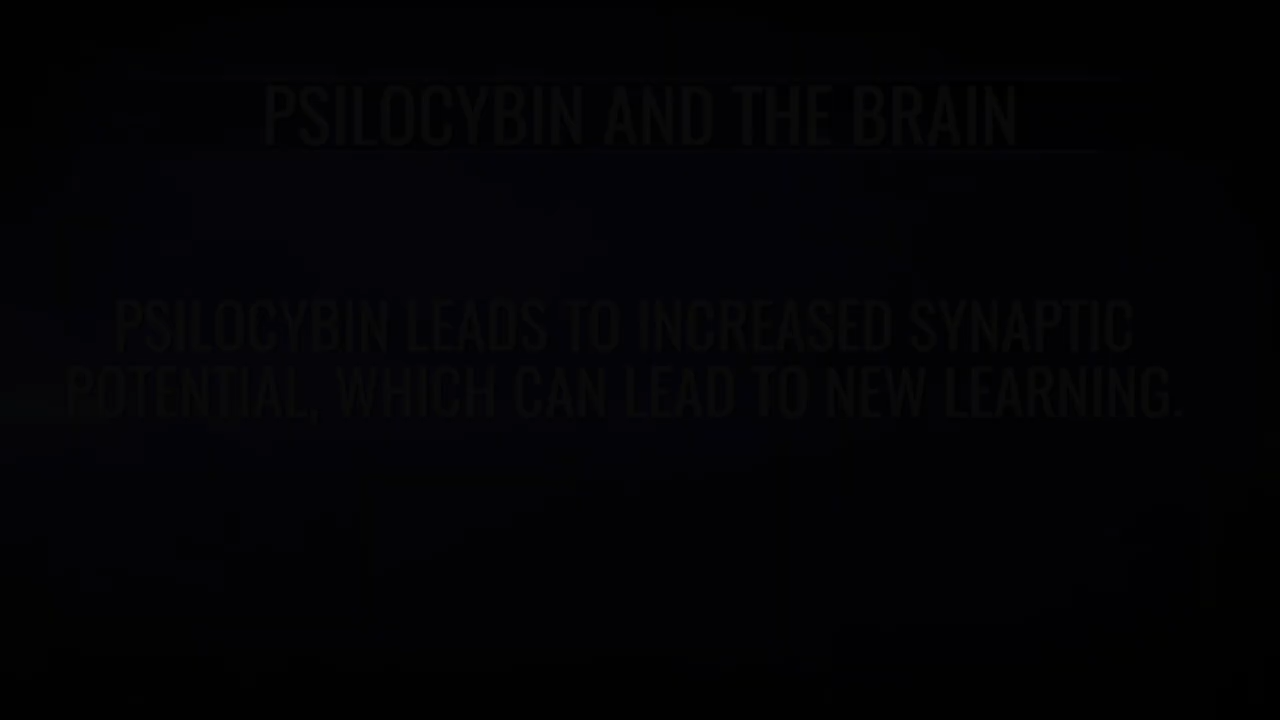 PSILOCYBIN AND THE BRAIN
PSILOCYBIN LEADS TO INCREASED SYNAPTIC
POTENTIAL, WHICH CAN LEAD TO NEW LEARNING.